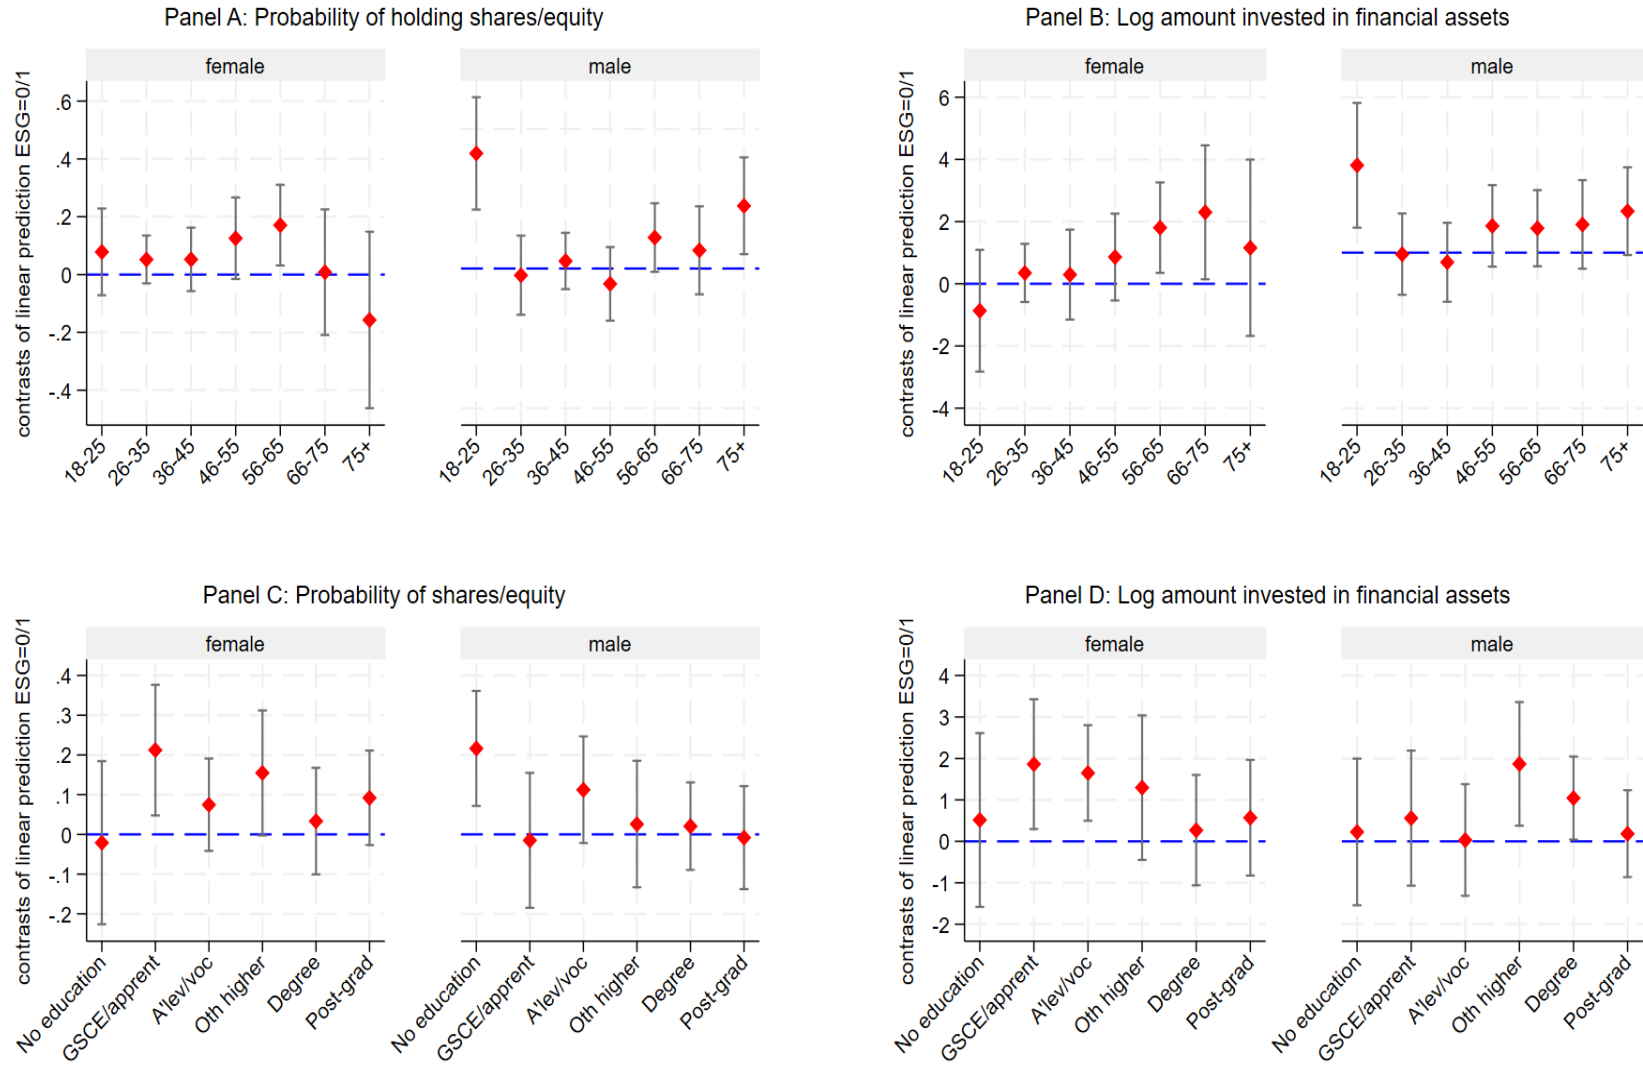 Panel A: Probability of holding shares/equity
female
male
contrasts of linear prediction ESG=0/1
.6
.4
.2
0
-.2
-.4
18-25
26-35
36-45
46-55
56-65
66-75
75+
18-25
26-35
36-45
46-55
56-65
66-75
75+
Panel B: Log amount invested in financial assets
female
male
contrasts of linear prediction ESG=0/1
6
4
2
0
-2
-4
18-25
26-35
36-45
46-55
56-65
66-75
75+
18-25
26-35
36-45
46-55
56-65
66-75
75+
Panel C: Probability of shares/equity
female
male
contrasts of linear prediction ESG=0/1
.4
.3
.2
.1
0
-.1
-.2
No education
GSCE/apprent
A'lev/voc
Oth higher
Degree
Post-grad
No education
GSCE/apprent
A'lev/voc
Oth higher
Degree
Post-grad
Panel D: Log amount invested in financial assets
female
male
contrasts of linear prediction ESG=0/1
4
3
2
1
0
-1
-2
No education
GSCE/apprent
A'lev/voc
Oth higher
Degree
Post-grad
No education
GSCE/apprent
A'lev/voc
Oth higher
Degree
Post-grad